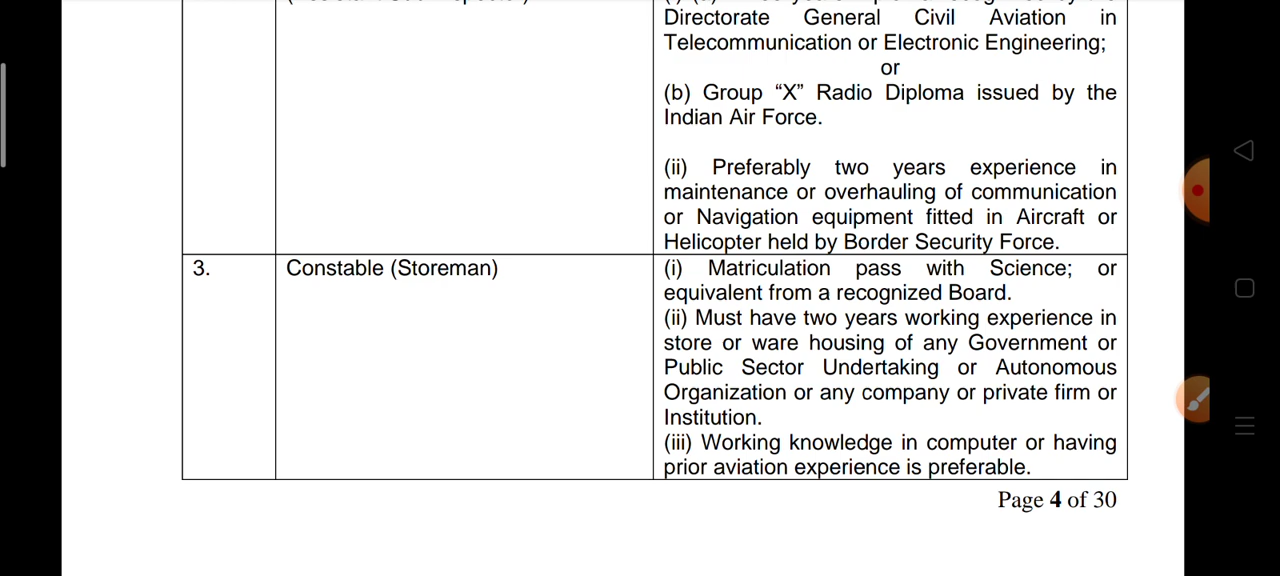 Directorate General Civil Aviation in
Telecommunication or Electronic Engineering;
or
(b) Group “X” Radio Diploma issued by the
Indian Air Force.
(ii) Preferably two years experience in
maintenance or overhauling of communication
or Navigation equipment fitted in Aircraft or
Helicopter held by Border Security Force.
3.
Constable (Storeman)
(i) Matriculation pass with Science; or
equivalent from a recognized Board.
(ii) Must have two years working experience in
store or ware housing of any Government or
Public Sector Undertaking or Autonomous
Organization or any company or private firm or
Institution.
(iii) Working knowledge in computer or having
prior aviation experience is preferable.
Page 4 of 30